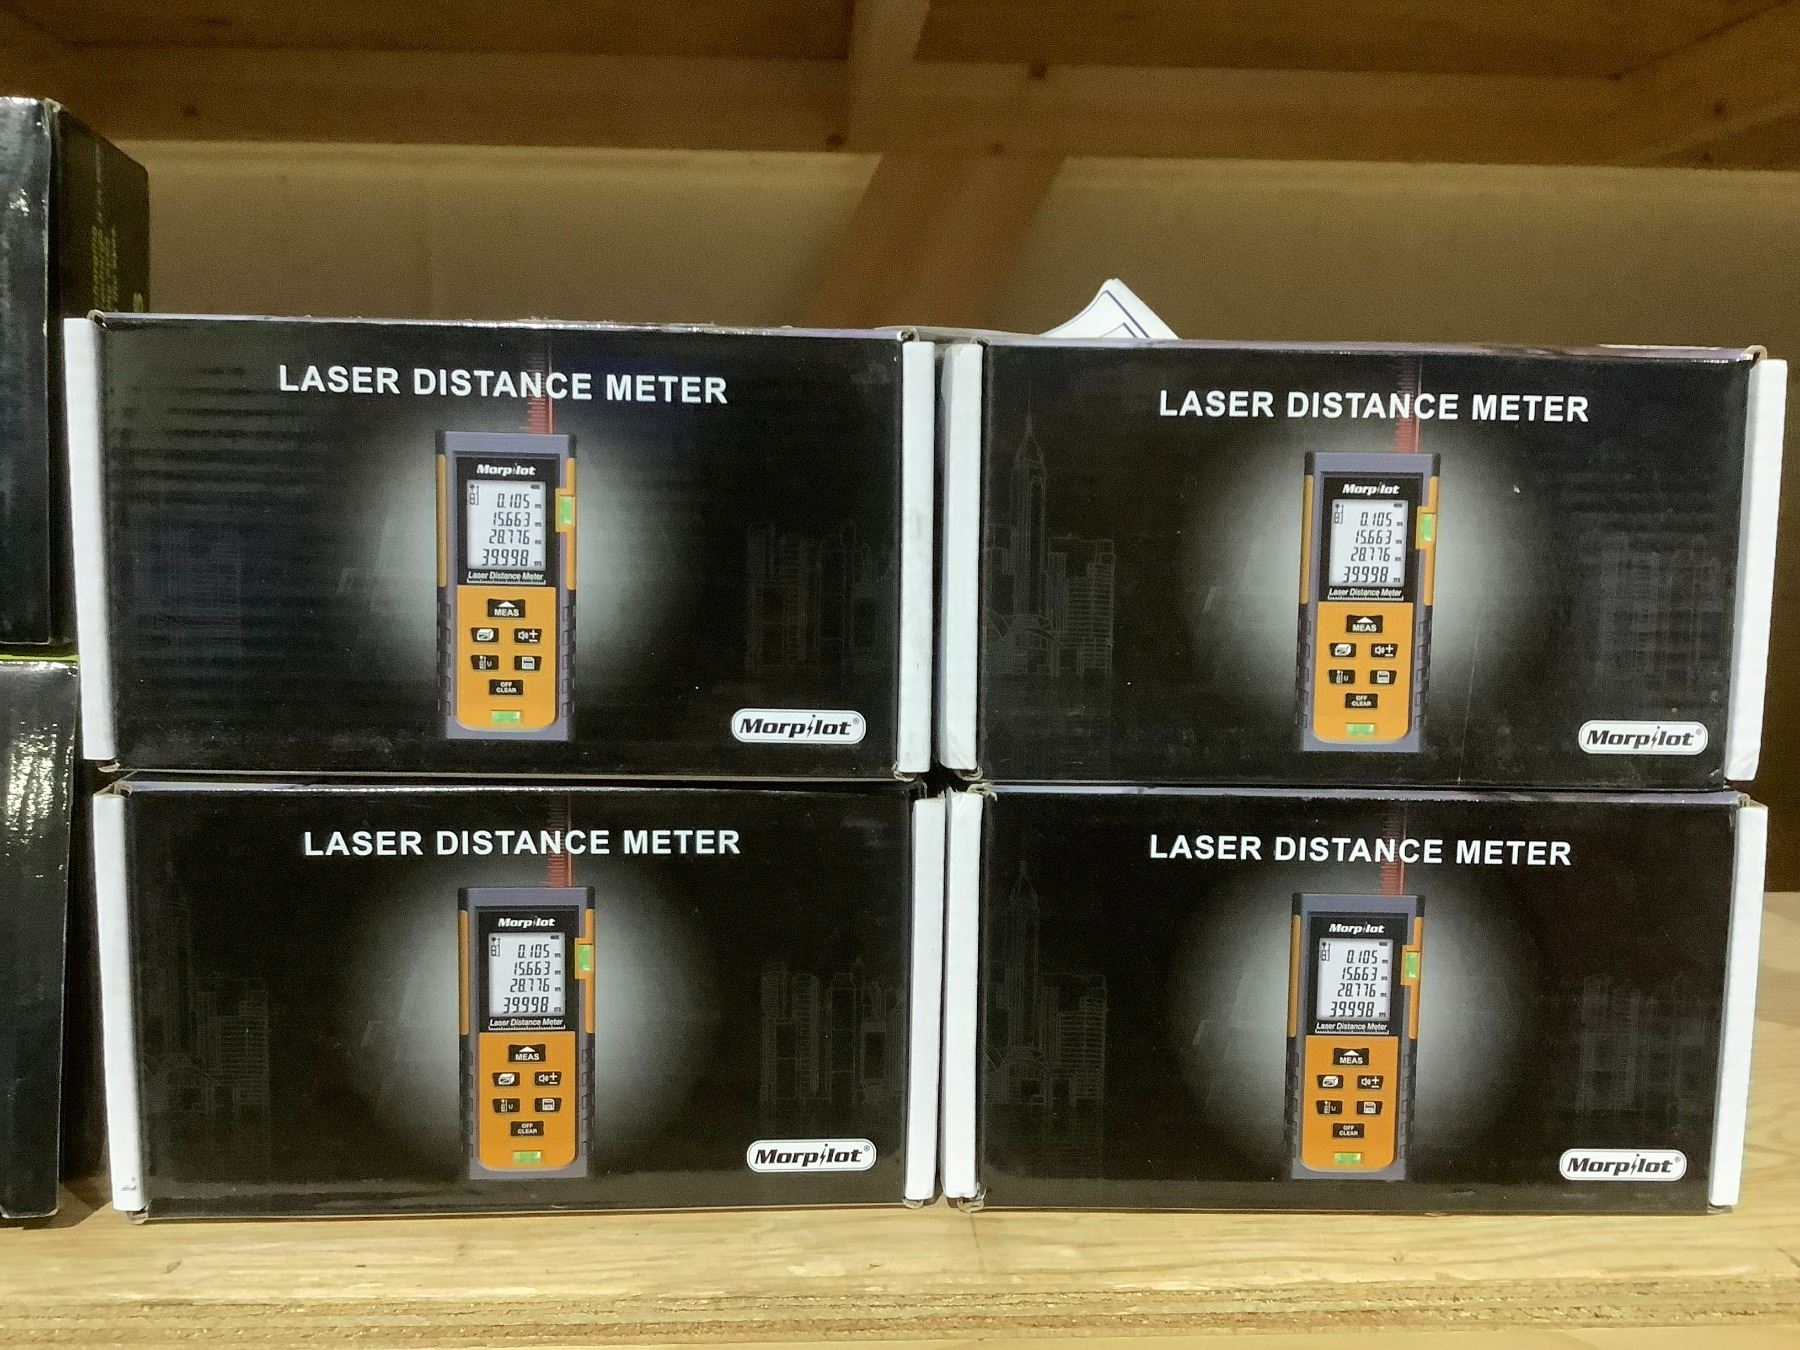 LASER DISTANCE METER
Morpilot
0.105 m
15.663 m
28.776 m
39.998 m
Laser Distance Meter
MEAS
U
OFF
CLEAR
Morpilot®
LASER DISTANCE METER
Morpilot
0.105 m
15.663 m
28.776 m
39.998 m
Laser Distance Meter
MEAS
U
OFF
CLEAR
Morpilot®
LASER DISTANCE METER
Morpilot
0.105 m
15.663 m
28.776 m
39.998 m
Laser Distance Meter
MEAS
U
OFF
CLEAR
Morpilot®
LASER DISTANCE METER
Morpilot
0.105 m
15.663 m
28.776 m
39.998 m
Laser Distance Meter
MEAS
U
OFF
CLEAR
Morpilot®